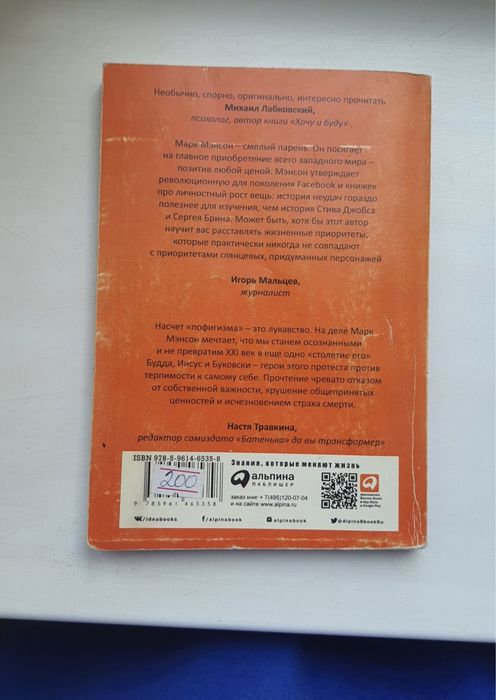 Необычно, спорно, оригинально, интересно прочитать
Михаил Лабковский,
психолог, автор книги «Хочу и буду»
Марк Мэнсон – смелый парень. Он посягает
на главное приобретение всего западного мира –
позитив любой ценой. Мэнсон утверждает
революционную для поколения Facebook и книжек
про личностный рост вещь: история неудач гораздо
полезнее для изучения, чем история Стива Джобса
и Сергея Брина. Может быть, хотя бы этот автор
научит вас расставлять жизненные приоритеты,
которые практически никогда не совпадают
с приоритетами глянцевых, придуманных персонажей
Игорь Мальцев,
журналист
Насчет "пофигизма" – это лукавство. На деле Марк
Мэнсон мечтает, что мы станем осознанными
и не превратим XXI век в еще одно «столетие его»
Будда, Иисус и Буковски – герои этого протеста против
терпимости к самому себе. Прочтение чревато отказом
от собственной важности, крушение общепринятых
ценностей и исчезновением страха смерти.
Настя Травкина,
редактор самиздата «Батенька» да вы трансформер»
ISBN 978-5-9614-6535-8
200
9 785961 465358
Знания, которые меняют жизнь
альпина
ПАБЛИШЕР
заказ книг + 7(495)120-07-04
и на сайте www.alpina.ru
/ideabooks
/alpinabook
/alpinabook
@AlpinaBbookRu